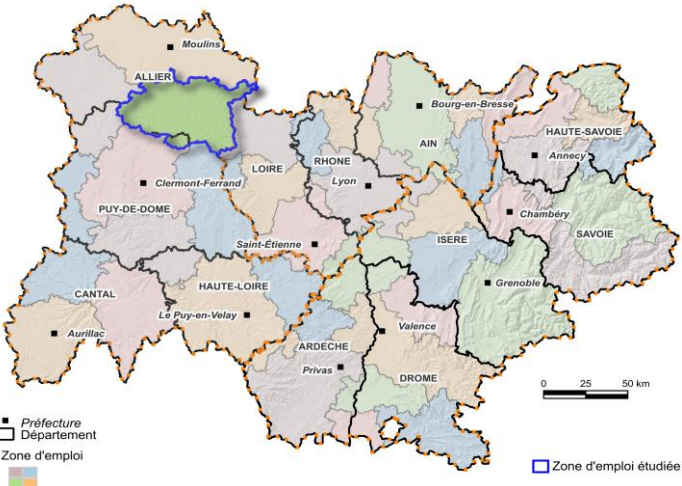 Moulins
ALLIER
Bourg-en-Bresse
AIN
HAUTE-SAVOIE
Annecy
LOIRE
RHONE
Lyon
Clermont-Ferrand
PUY-DE-DOME
Chambéry
SAVOIE
Saint-Étienne
ISERE
Grenoble
CANTAL
HAUTE-LOIRE
Le Puy-en-Velay
Aurillac
Valence
ARDECHE
Privas
DROME
0 25 50 km
Préfecture
Département
Zone d'emploi
Zone d'emploi étudiée